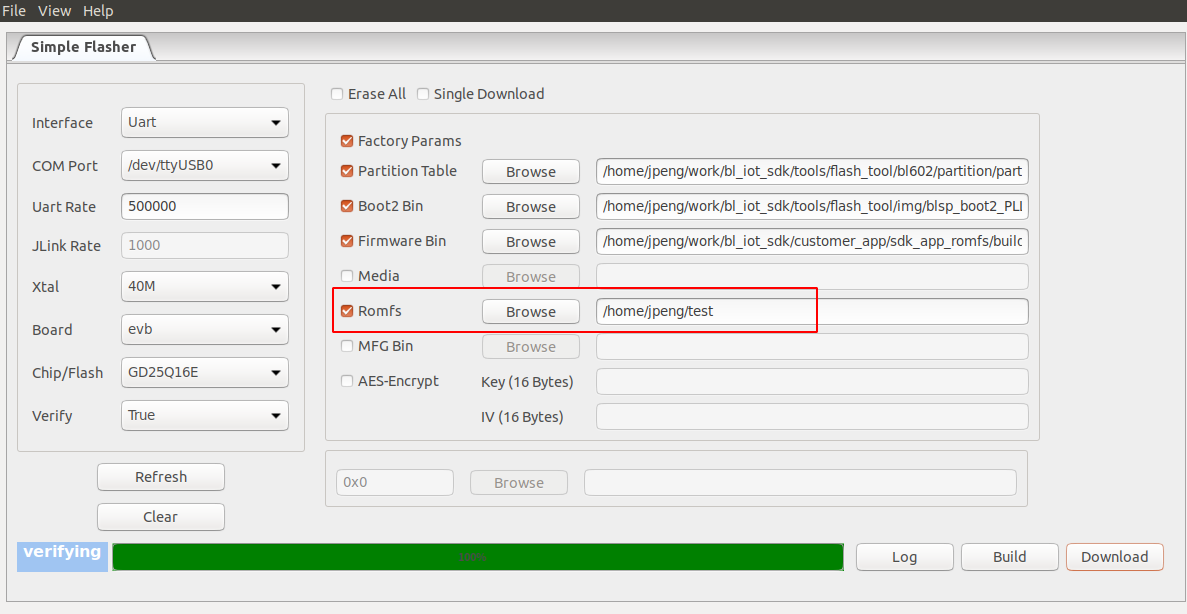 File View Help
Simple Flasher
Erase All Single Download
Interface Uart
COM Port /dev/ttyUSB0
Uart Rate 500000
JLink Rate 1000
Xtal 40M
Board evb
Chip/Flash GD25Q16E
Verify True
Refresh
Clear
Factory Params
Partition Table Browse /home/jpeng/work/bl_iot_sdk/tools/flash_tool/bl602/partition/part
Boot2 Bin Browse /home/jpeng/work/bl_iot_sdk/tools/flash_tool/img/blsp_boot2_PLL
Firmware Bin Browse /home/jpeng/work/bl_iot_sdk/customer_app/sdk_app_romfs/builc
Media Browse
Romfs Browse /home/jpeng/test
MFG Bin Browse
AES-Encrypt Key (16 Bytes)
IV (16 Bytes)
0x0 Browse
verifying
Log Build Download